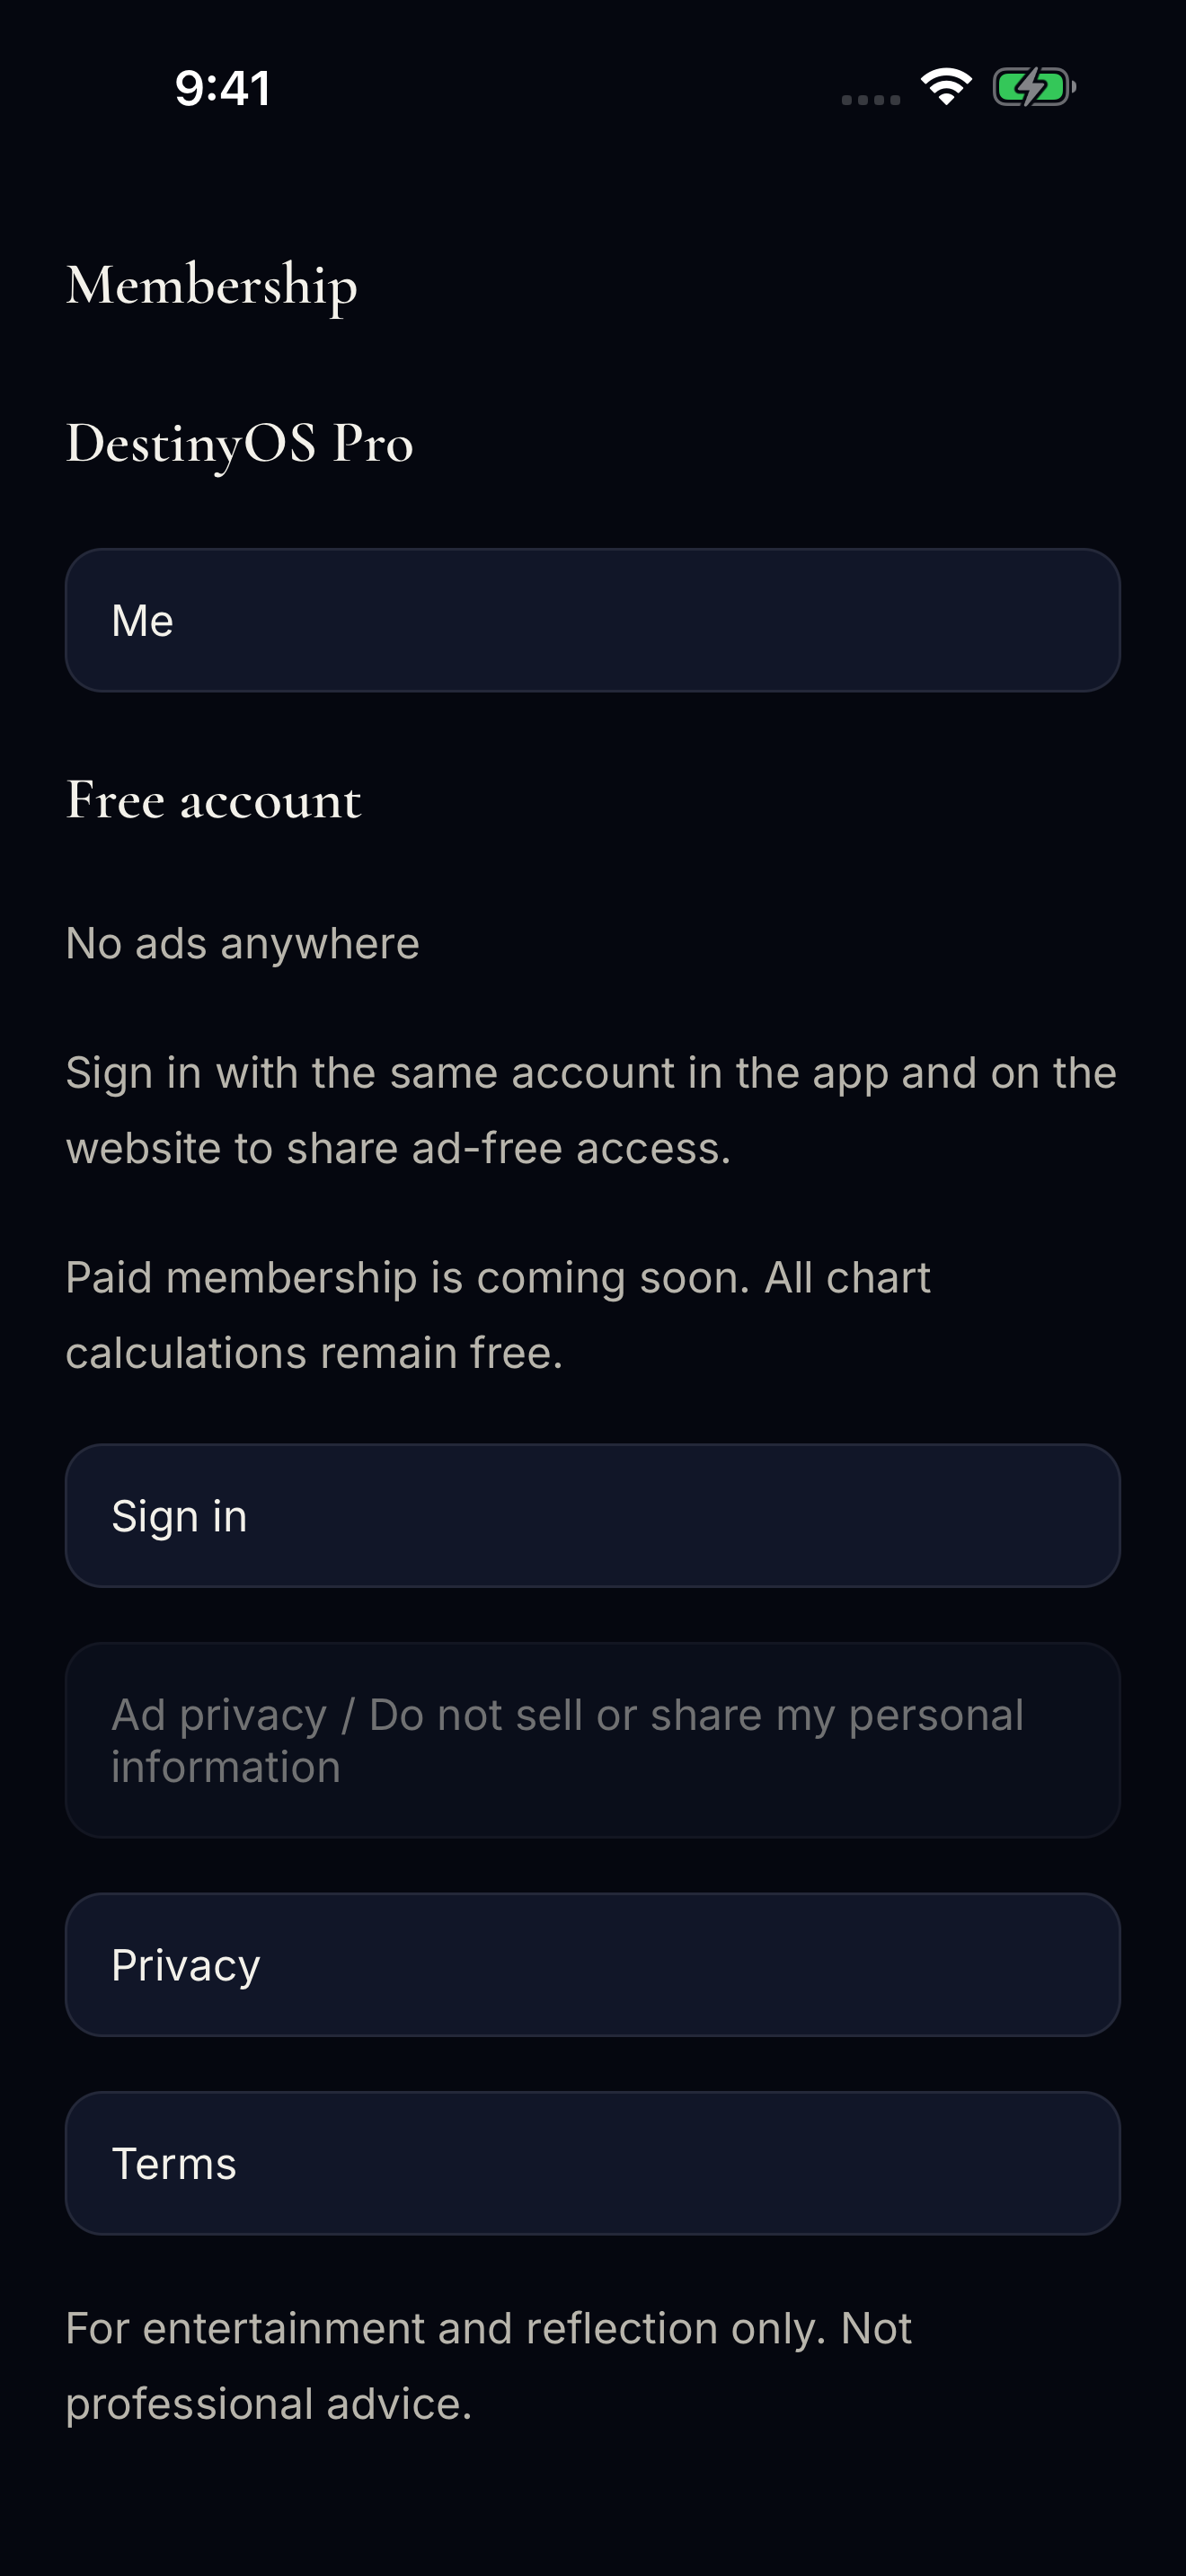 9:41
Membership
DestinyOS Pro
Me
Free account
No ads anywhere
Sign in with the same account in the app and on the
website to share ad-free access.
Paid membership is coming soon. All chart
calculations remain free.
Sign in
Ad privacy / Do not sell or share my personal
information
Privacy
Terms
For entertainment and reflection only. Not
professional advice.